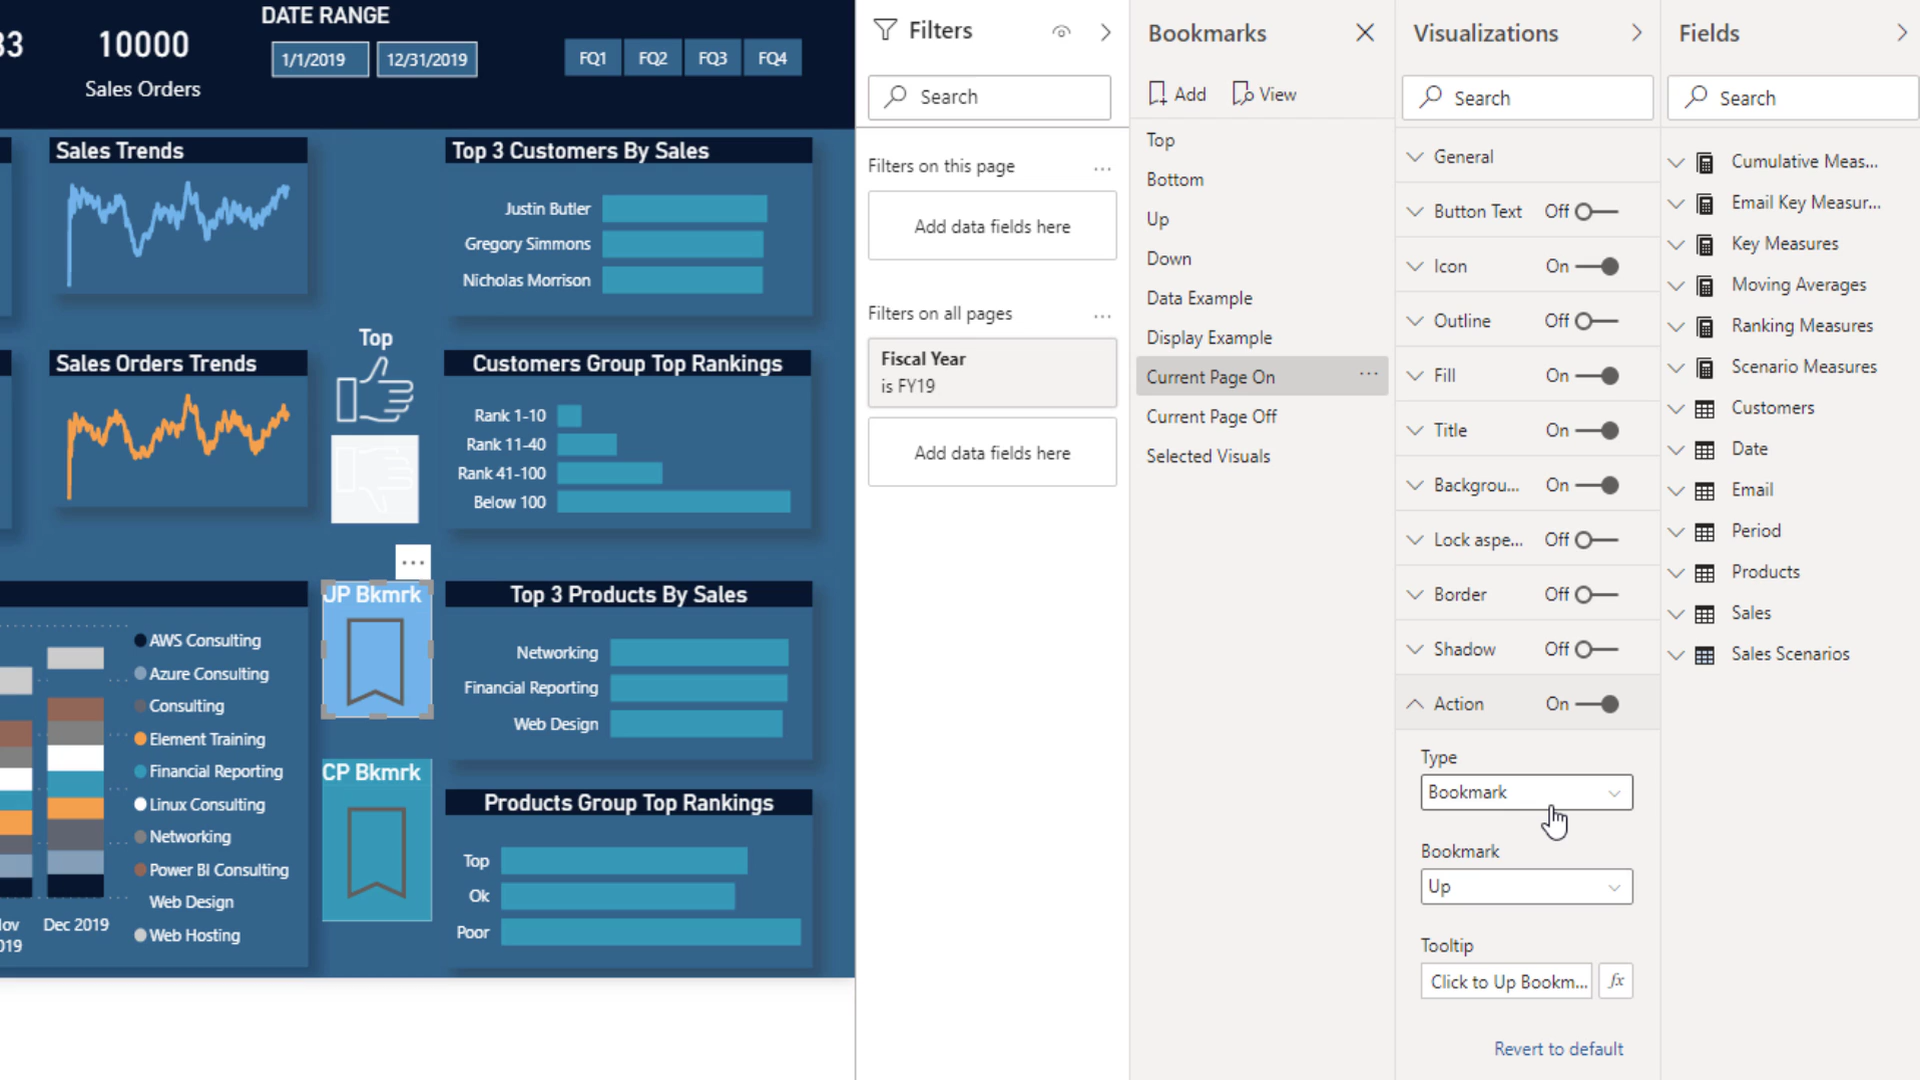 33
10000
Sales Orders
DATE RANGE
1/1/2019
12/31/2019
FQ1
FQ2
FQ3
FQ4
Sales Trends
Top 3 Customers By Sales
Justin Butler
Gregory Simmons
Nicholas Morrison
Sales Orders Trends
Top
Customers Group Top Rankings
Rank 1-10
Rank 11-40
Rank 41-100
Below 100
AWS Consulting
Azure Consulting
Consulting
Element Training
Financial Reporting
Linux Consulting
Networking
Power BI Consulting
Web Design
Web Hosting
Dec 2019
JP Bkmrk
CP Bkmrk
Top 3 Products By Sales
Networking
Financial Reporting
Web Design
Products Group Top Rankings
Top
Ok
Poor
Filters
Search
Filters on this page
Add data fields here
Filters on all pages
Fiscal Year
is FY19
Add data fields here
Bookmarks
Add
View
Top
Bottom
Up
Down
Data Example
Display Example
Current Page On
Current Page Off
Selected Visuals
Visualizations
Search
General
Button Text Off
Icon On
Outline Off
Fill On
Title On
Backgrou... On
Lock aspe... Off
Border Off
Shadow Off
Action On
Type
Bookmark
Bookmark
Up
Tooltip
Click to Up Bookm...
fx
Revert to default
Fields
Search
Cumulative Meas...
Email Key Measur...
Key Measures
Moving Averages
Ranking Measures
Scenario Measures
Customers
Date
Email
Period
Products
Sales
Sales Scenarios